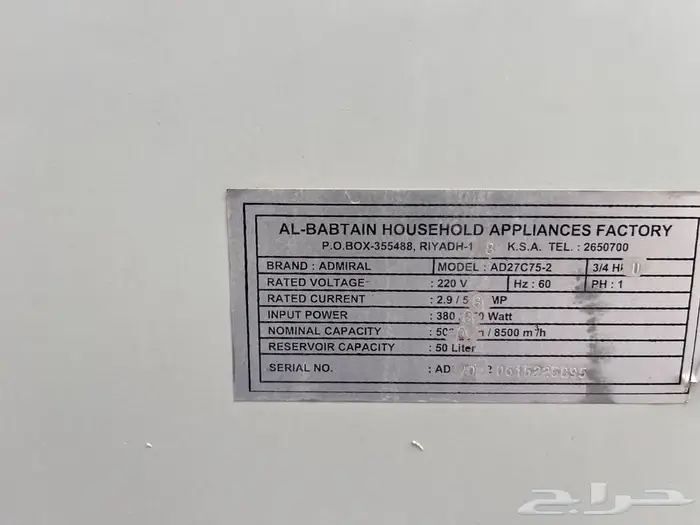 AL-BABTAIN HOUSEHOLD APPLIANCES FACTORY
P.O.BOX-355488, RIYADH-1 K.S.A. TEL. : 2650700
BRAND : ADMIRAL MODEL : AD27C75-2 3/4
RATED VOLTAGE : 220 V Hz : 60 PH : 1
RATED CURRENT : 2.9 /
INPUT POWER : 380 Watt
NOMINAL CAPACITY / 8500 m³/h
RESERVOIR CAPACITY : 50 Liter
SERIAL NO. : AD
حراج